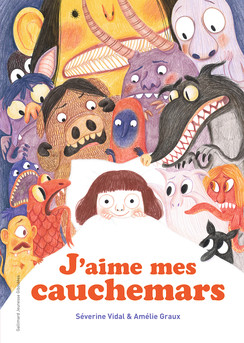 J'aime mes
cauchemars
Séverine Vidal & Amélie Graux